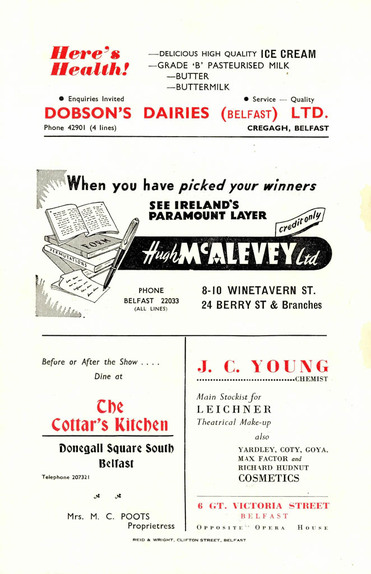 Here's
Health!
—DELICIOUS HIGH QUALITY ICE CREAM
—GRADE 'B' PASTEURISED MILK
—BUTTER
—BUTTERMILK
● Enquiries Invited
● Service — Quality
DOBSON'S DAIRIES (BELFAST) LTD.
Phone 42901 (4 lines)
CREGAGH, BELFAST
When you have picked your winners
SEE IRELAND'S
PARAMOUNT LAYER
credit only
FORM
PERMUTATIONS
Hugh McALEVEY Ltd
PHONE
BELFAST 22033
(ALL LINES)
8-10 WINETAVERN ST.
24 BERRY ST & Branches
Before or After the Show . . . .
Dine at
The
Cottar's Kitchen
Donegall Square South
Belfast
Telephone 207321
Mrs. M. C. POOTS
Proprietress
J. C. YOUNG
CHEMIST
Main Stockist for
LEICHNER
Theatrical Make-up
also
YARDLEY, COTY, GOYA,
MAX FACTOR and
RICHARD HUDNUT
COSMETICS
6 GT. VICTORIA STREET
BELFAST
OPPOSITE OPERA HOUSE
REID & WRIGHT, CLIFTON STREET, BELFAST